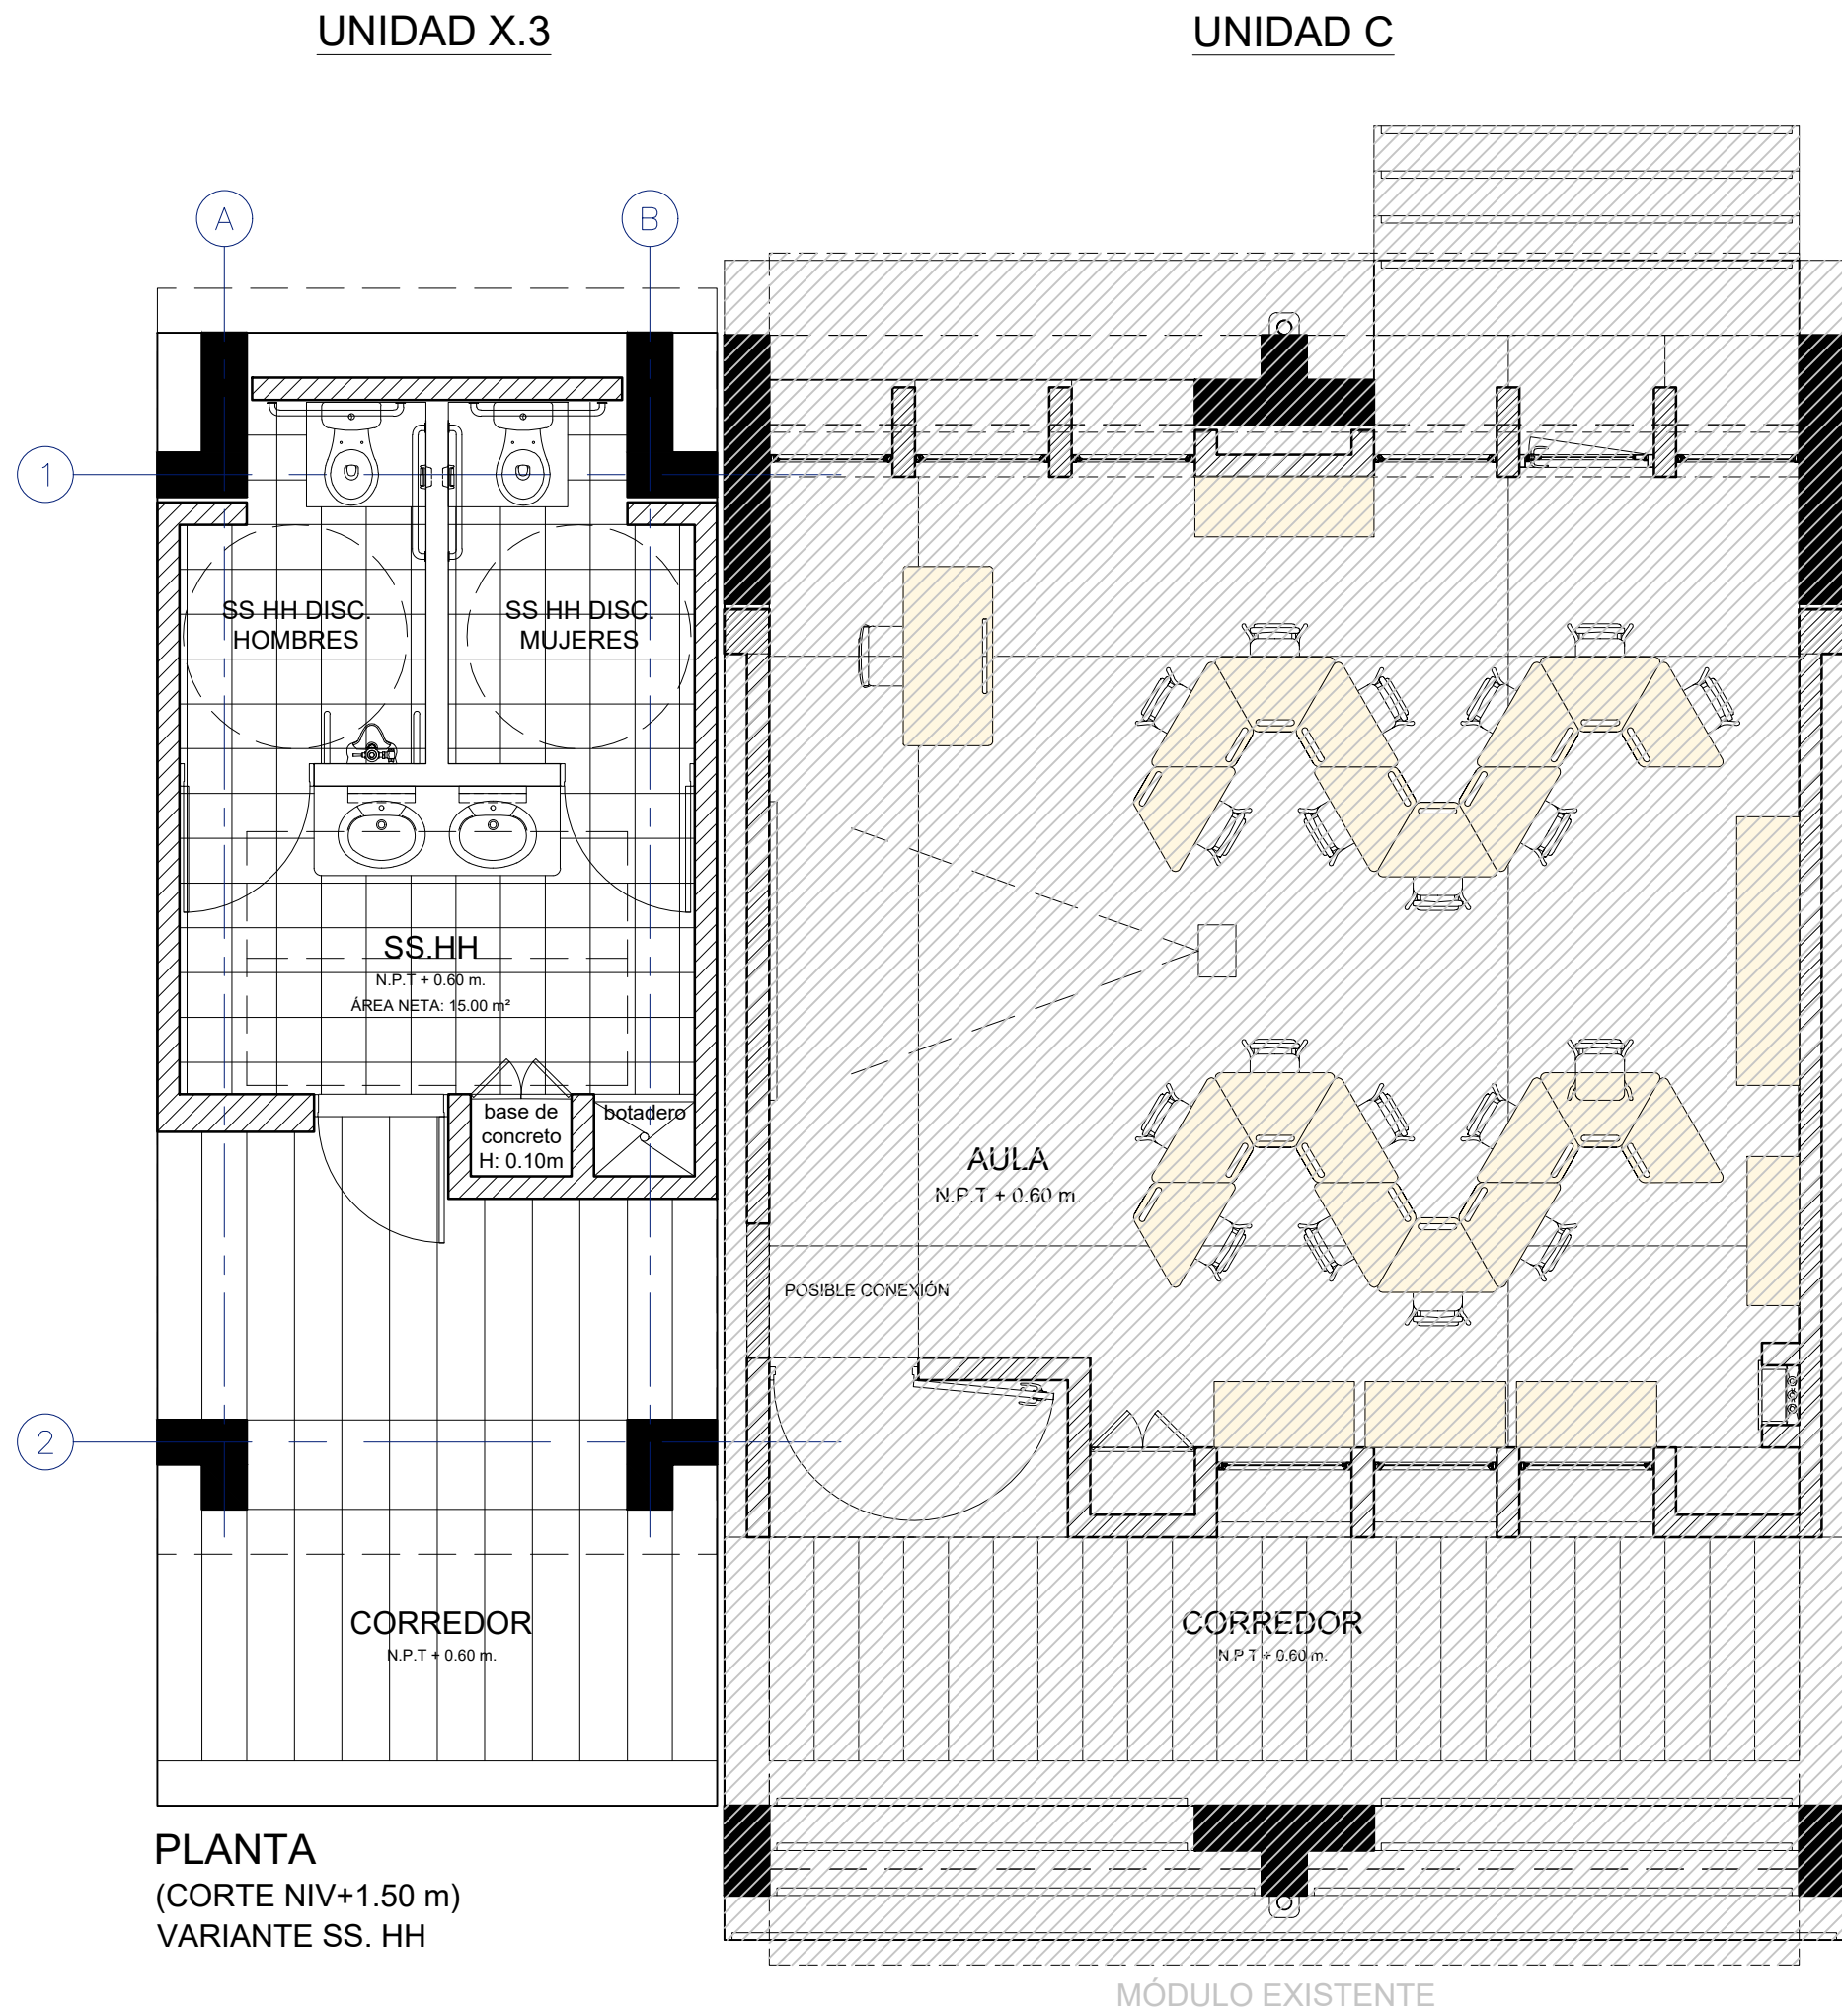 UNIDAD X.3
UNIDAD C
A
B
1
SS HH DISC.
HOMBRES
SS HH DISC.
MUJERES
SS.HH
N.P.T + 0.60 m.
ÁREA NETA: 15.00 m²
base de
concreto
H: 0.10m
botadero
AULA
N.P.T + 0.60 m.
POSIBLE CONEXIÓN
2
CORREDOR
N.P.T + 0.60 m.
CORREDOR
N.P.T + 0.60 m.
PLANTA
(CORTE NIV+1.50 m)
VARIANTE SS. HH
MÓDULO EXISTENTE